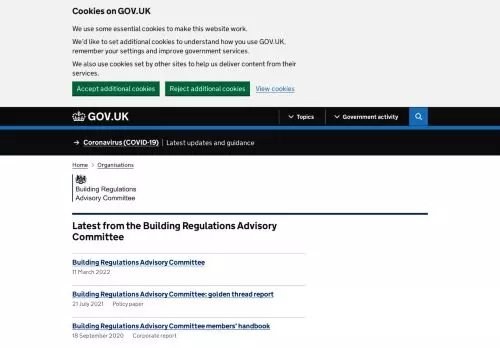 Cookies on GOV.UK
We use some essential cookies to make this website work.
We'd like to set additional cookies to understand how you use GOV.UK,
remember your settings and improve government services.
We also use cookies set by other sites to help us deliver content from their
services.
Accept additional cookies Reject additional cookies View cookies
GOV.UK Topics Government activity
→ Coronavirus (COVID-19) Latest updates and guidance
Home > Organisations
Building Regulations
Advisory Committee
Latest from the Building Regulations Advisory
Committee
Building Regulations Advisory Committee
11 March 2022
Building Regulations Advisory Committee: golden thread report
21 July 2021 Policy paper
Building Regulations Advisory Committee members' handbook
18 September 2020 Corporate report